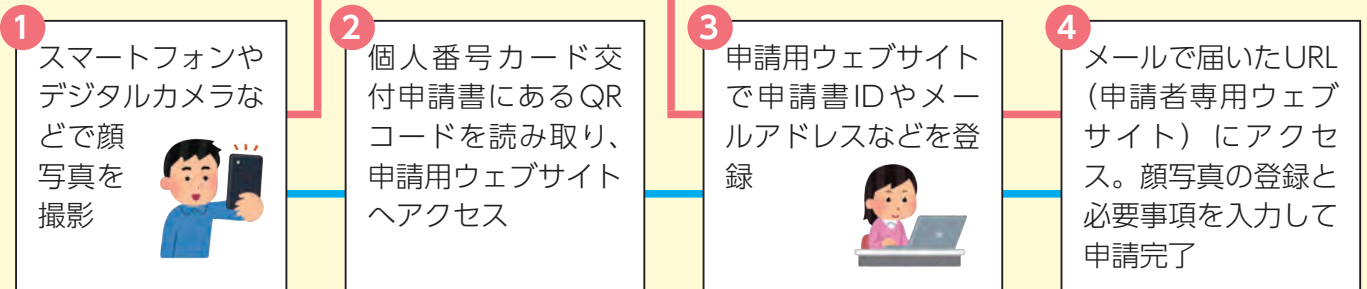 1
スマートフォンや
デジタルカメラな
どで顔
写真を
撮影
2
個人番号カード交
付申請書にあるQR
コードを読み取り、
申請用ウェブサイト
へアクセス
3
申請用ウェブサイト
で申請書IDやメー
ルアドレスなどを登
録
4
メールで届いたURL
(申請者専用ウェブ
サイト)にアクセ
ス。顔写真の登録と
必要事項を入力して
申請完了